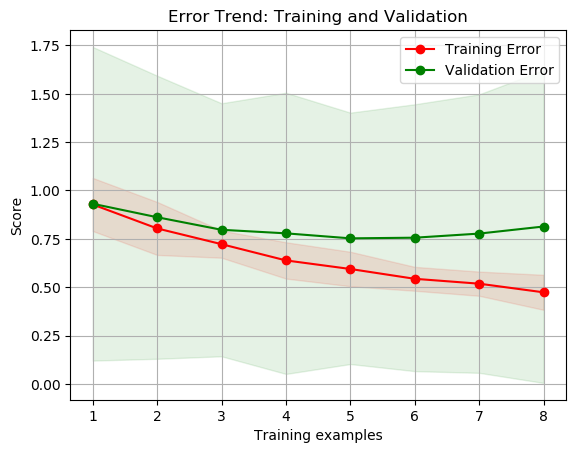 Error Trend: Training and Validation
Training Error
Validation Error
Score
1.75
1.50
1.25
1.00
0.75
0.50
0.25
0.00
1 2 3 4 5 6 7 8
Training examples